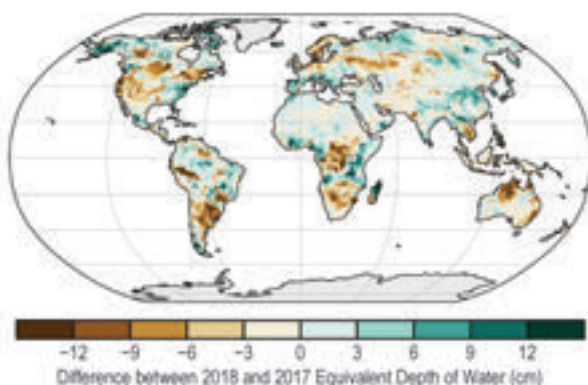 −12 −9 −6 −3 0 3 6 9 12
Difference between 2018 and 2017 Equivalent Depth of Water (cm)